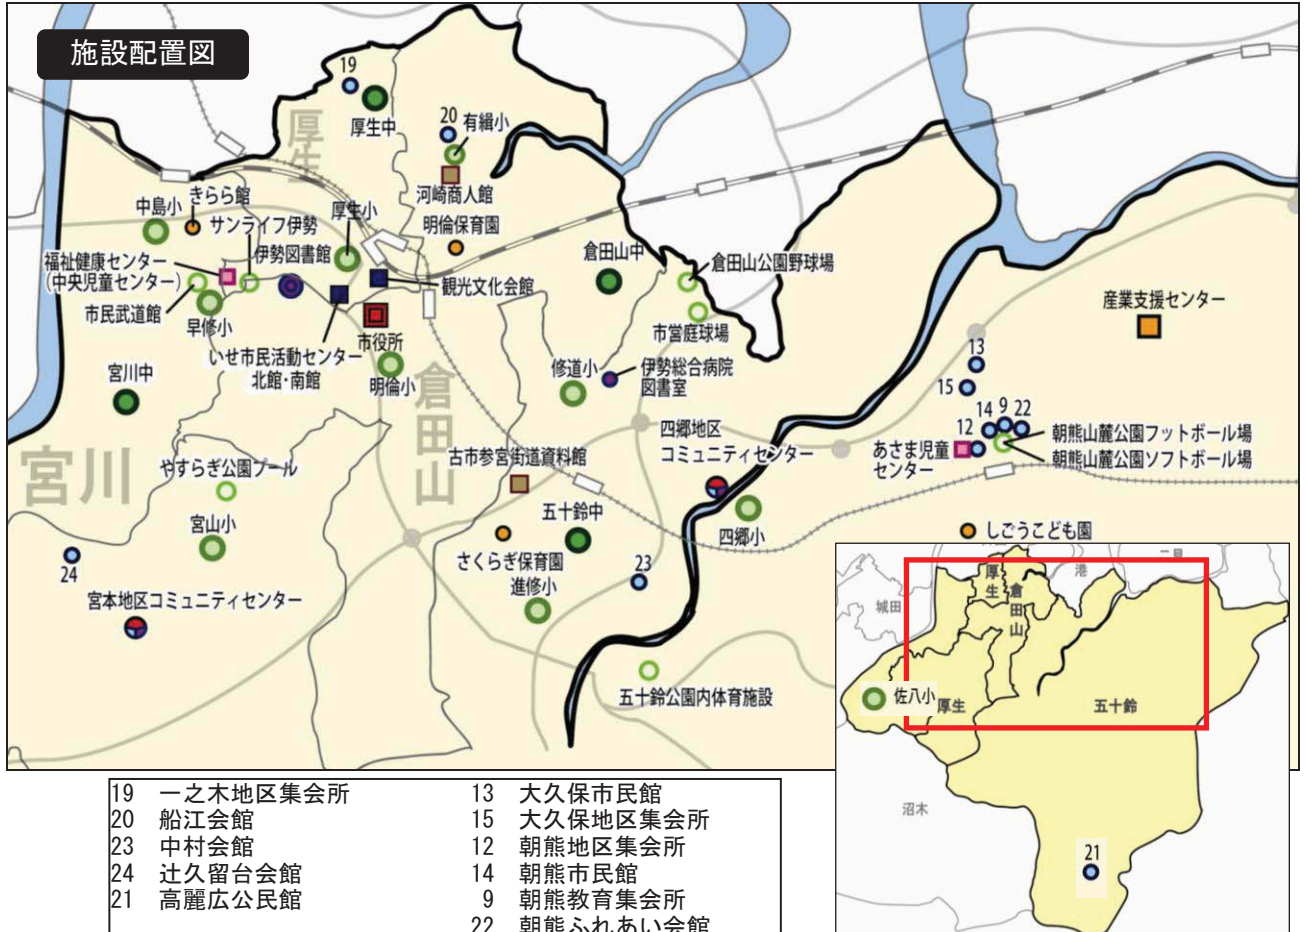 施設配置図
19
厚生中
厚生
20
有緝小
河崎商人館
明倫保育園
中島小
きらら館
サンライフ伊勢
厚生小
伊勢図書館
福祉健康センター
(中央児童センター)
市民武道館
早修小
観光文化会館
いせ市民活動センター
北館・南館
市役所
明倫小
倉田山中
倉田山公園野球場
市営庭球場
修道小
伊勢総合病院
図書室
産業支援センター
13
15
14
9
22
12
あさま児童
センター
朝熊山麓公園フットボール場
朝熊山麓公園ソフトボール場
宮川中
宮川
倉田山
やすらぎ公園プール
宮山小
24
宮本地区コミュニティセンター
古市参宮街道資料館
四郷地区
コミュニティセンター
四郷小
五十鈴中
さくらぎ保育園
進修小
23
五十鈴公園内体育施設
しごうこども園
城田
厚生
倉田山
港
二見
佐八小
厚生
五十鈴
沼木
21
19 一之木地区集会所
20 船江会館
23 中村会館
24 辻久留台会館
21 高麗広公民館
13 大久保市民館
15 大久保地区集会所
12 朝熊地区集会所
14 朝熊市民館
9 朝熊教育集会所
22 朝熊ふれあい会館